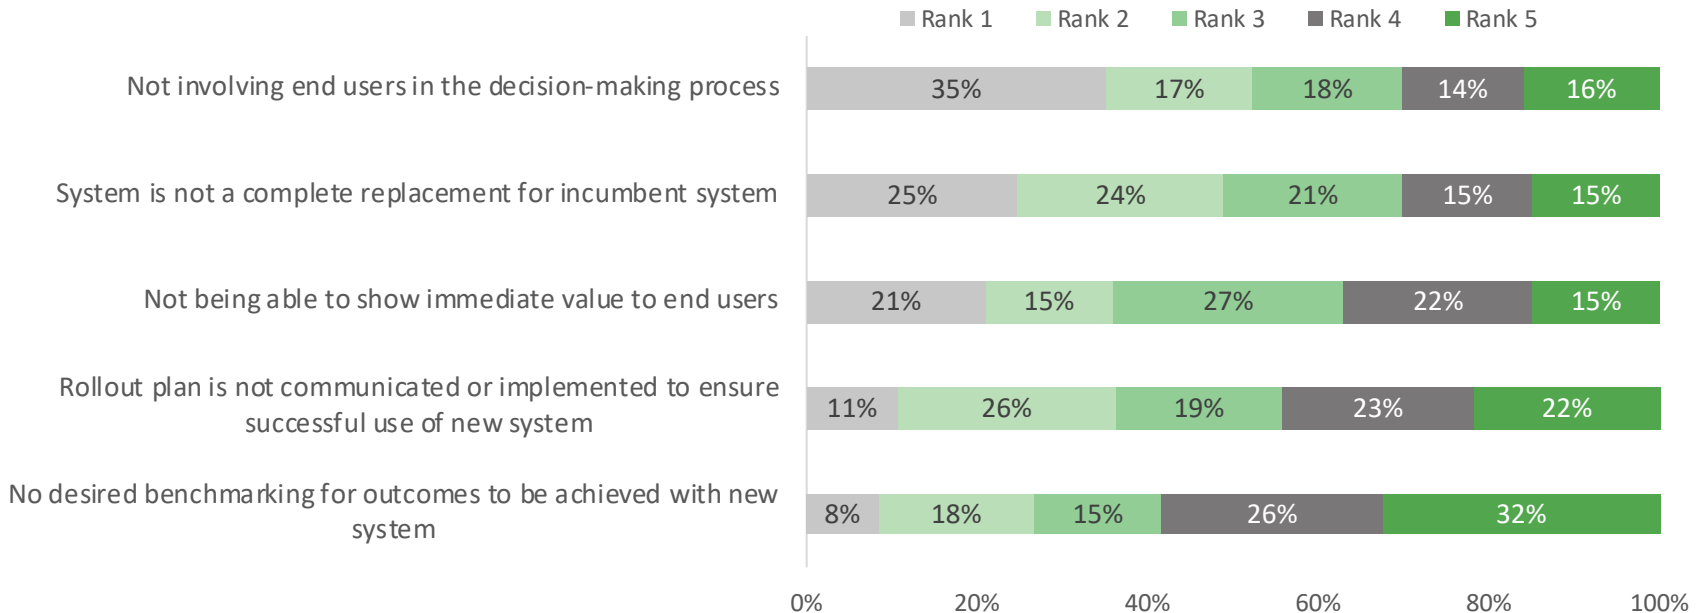 Rank 1 Rank 2 Rank 3 Rank 4 Rank 5
Not involving end users in the decision-making process
35% 17% 18% 14% 16%
System is not a complete replacement for incumbent system
25% 24% 21% 15% 15%
Not being able to show immediate value to end users
21% 15% 27% 22% 15%
Rollout plan is not communicated or implemented to ensure
successful use of new system
11% 26% 19% 23% 22%
No desired benchmarking for outcomes to be achieved with new
system
8% 18% 15% 26% 32%
0% 20% 40% 60% 80% 100%